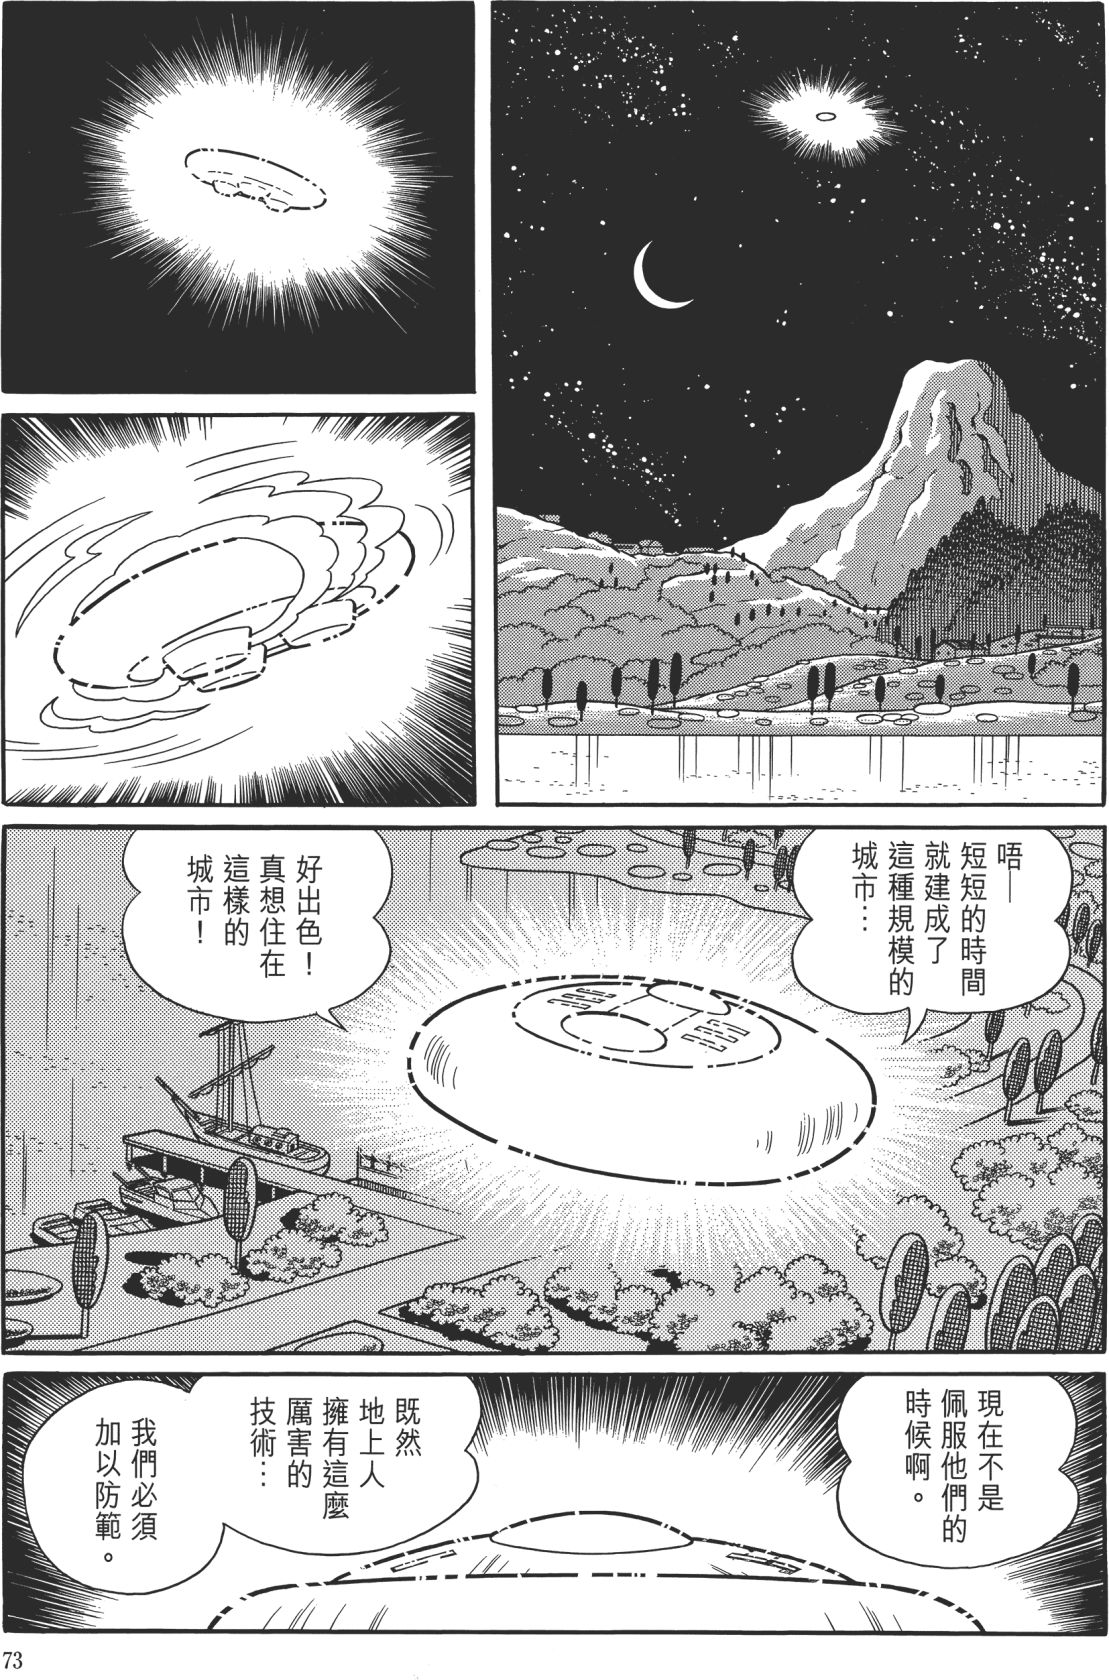 唔—
短短的時間
就建成了
這種規模的
城市…
好出色！
真想住在
這樣的
城市！
現在不是
佩服他們的
時候啊。
既然
地上人
擁有這麼
厲害的
技術…
我們必須
加以防範。
73